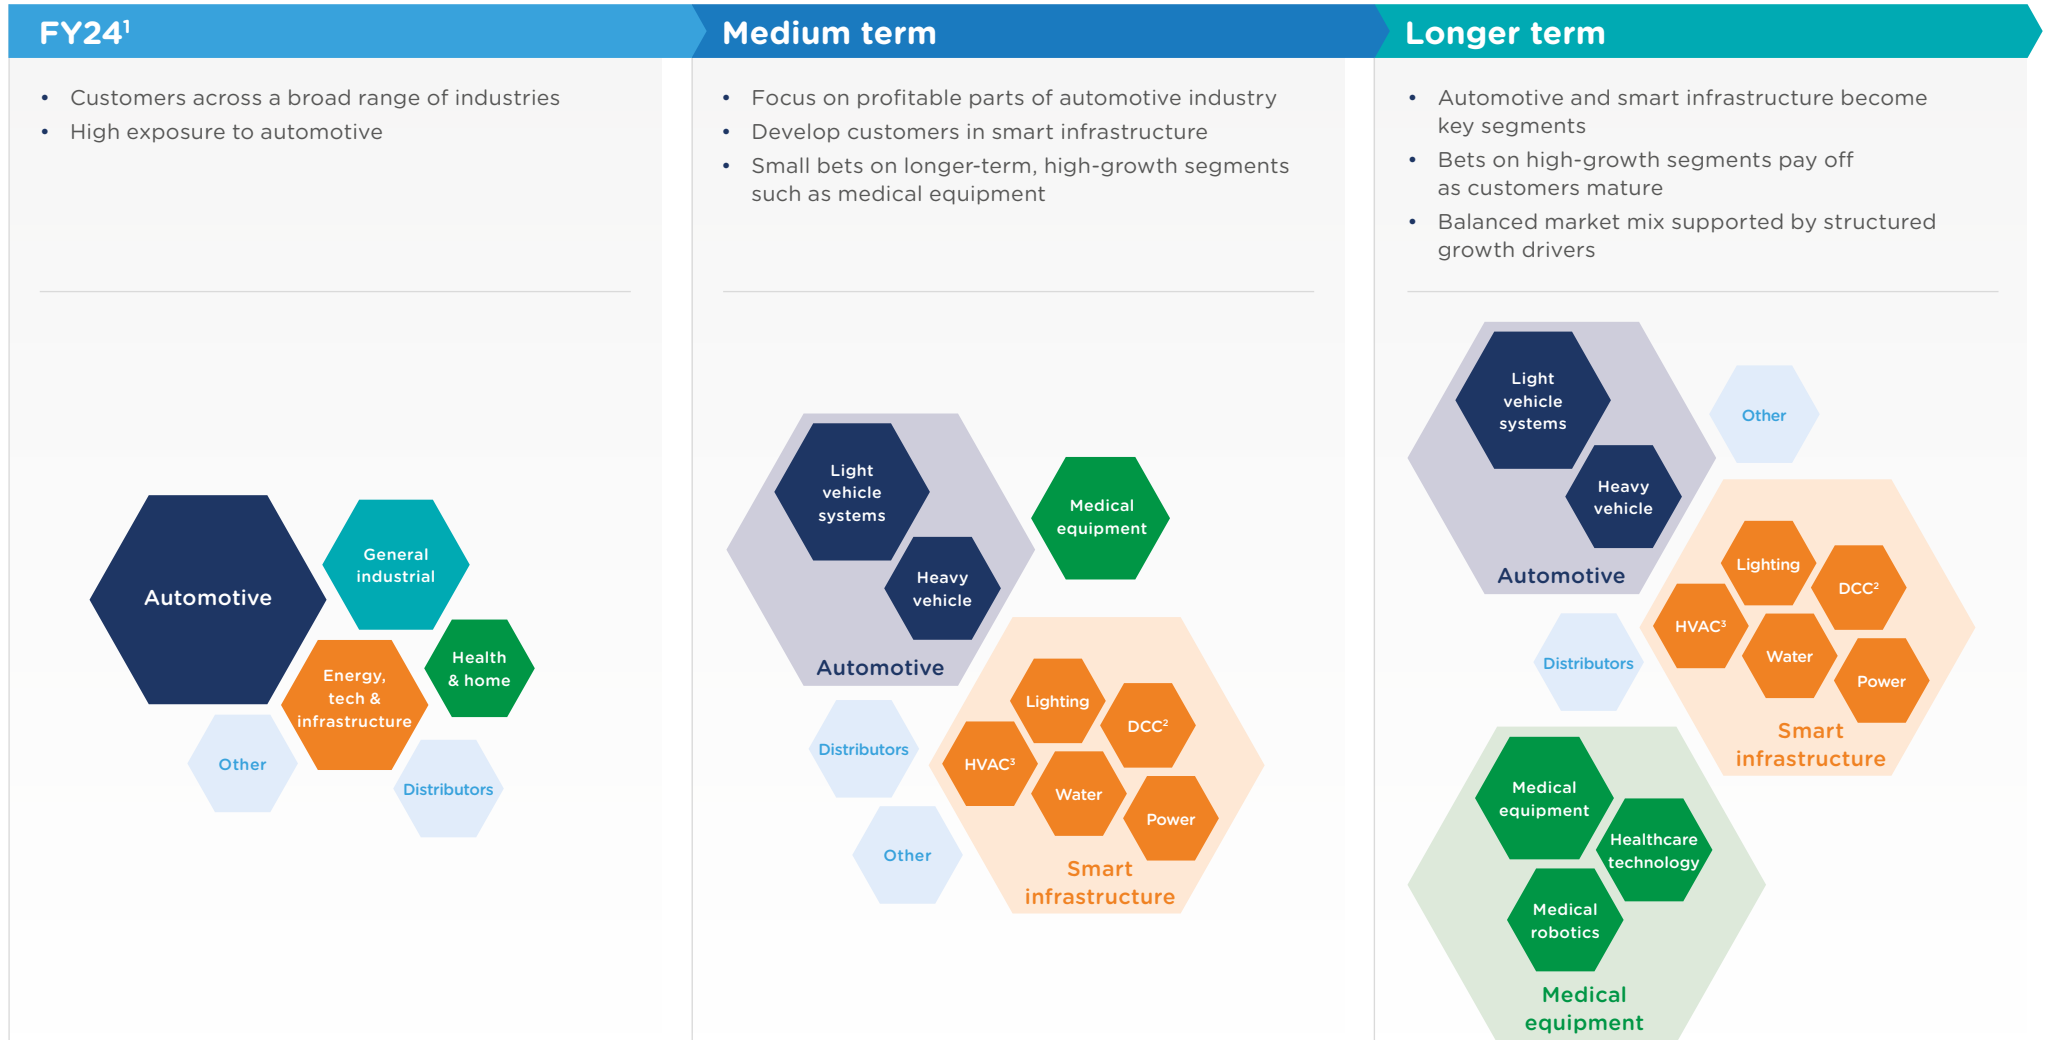 FY24¹
• Customers across a broad range of industries
• High exposure to automotive
Automotive
General
industrial
Health
& home
Energy,
tech &
infrastructure
Other
Distributors
Medium term
• Focus on profitable parts of automotive industry
• Develop customers in smart infrastructure
• Small bets on longer-term, high-growth segments
such as medical equipment
Light
vehicle
systems
Heavy
vehicle
Automotive
Medical
equipment
Distributors
Other
Lighting
DCC²
HVAC³
Water
Power
Smart
infrastructure
Longer term
• Automotive and smart infrastructure become
key segments
• Bets on high-growth segments pay off
as customers mature
• Balanced market mix supported by structured
growth drivers
Light
vehicle
systems
Heavy
vehicle
Automotive
Other
Lighting
DCC²
HVAC³
Water
Power
Smart
infrastructure
Distributors
Medical
equipment
Healthcare
technology
Medical
robotics
Medical
equipment